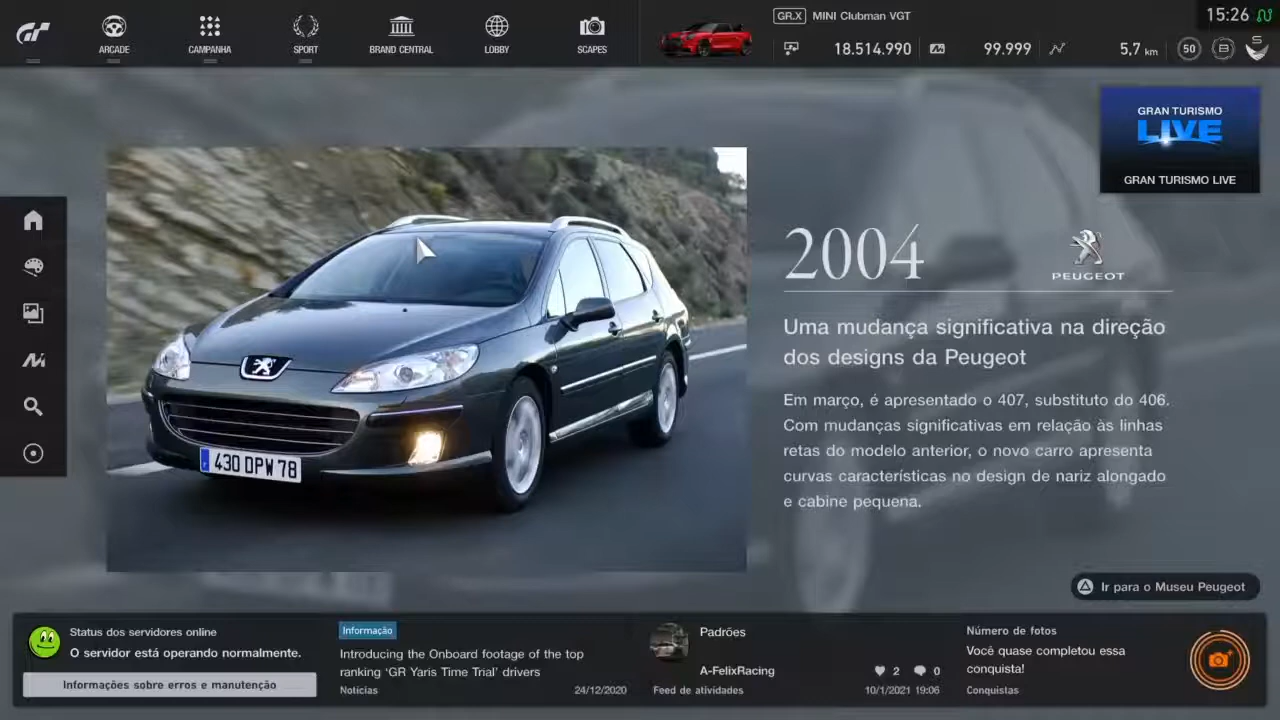 GT
ARCADE
CAMPANHA
SPORT
BRAND CENTRAL
LOBBY
SCAPES
GR.X MINI Clubman VGT
18.514.990
99.999
5,7 km
50
B
S
15:26
GRAN TURISMO
LIVE
GRAN TURISMO LIVE
430 DPW 78
2004
PEUGEOT
Uma mudança significativa na direção
dos designs da Peugeot
Em março, é apresentado o 407, substituto do 406.
Com mudanças significativas em relação às linhas
retas do modelo anterior, o novo carro apresenta
curvas características no design de nariz alongado
e cabine pequena.
Ir para o Museu Peugeot
Status dos servidores online
O servidor está operando normalmente.
Informações sobre erros e manutenção
Informação
Introducing the Onboard footage of the top
ranking ‘GR Yaris Time Trial’ drivers
Notícias
24/12/2020
Padrões
A-FelixRacing
2
0
Feed de atividades
10/1/2021 19:06
Número de fotos
Você quase completou essa
conquista!
Conquistas